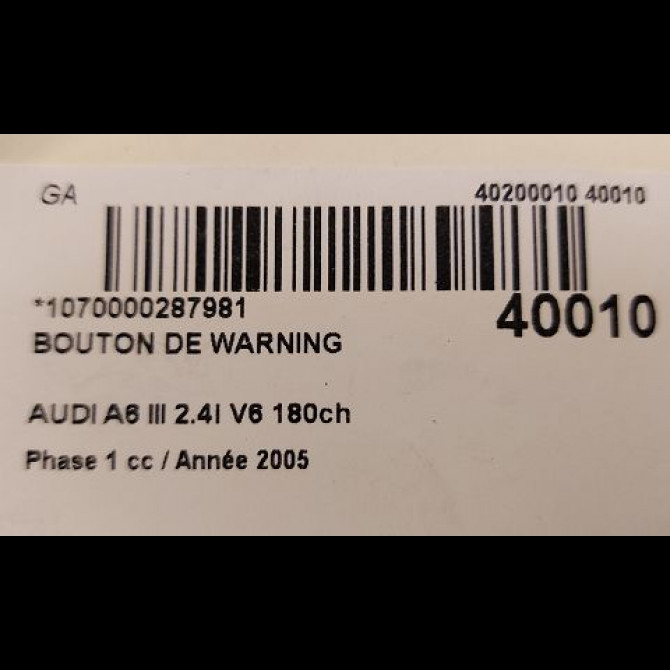 GA 40200010 40010
*1070000287981 40010
BOUTON DE WARNING
AUDI A6 III 2.4I V6 180ch
Phase 1 cc / Année 2005